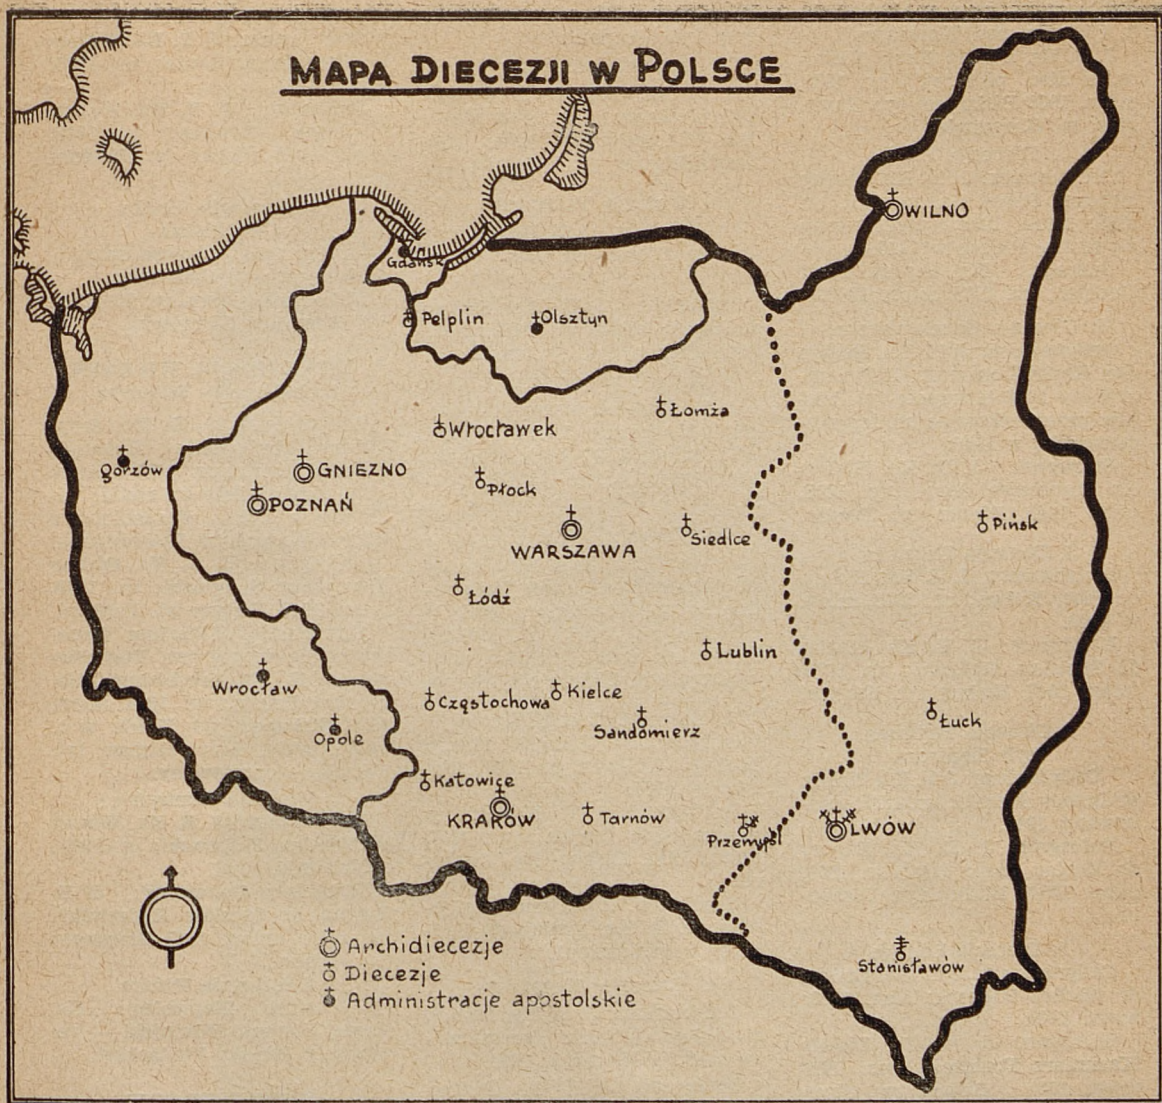 MAPA DIECEZJI W POLSCE
WILNO
Gdańsk
Pelplin
Olsztyn
Łomża
Wrocławek
gorzów
GNIEZNO
Płock
POZNAŃ
WARSZAWA
Siedlce
Pińsk
Łódź
Lublin
Wrocław
Częstochowa
Kielce
Sandomierz
Łuck
Opole
Katowice
KRAKÓW
Tarnów
Przemyśl
LWÓW
Stanisławów
Archidiecezje
Diecezje
Administracje apostolskie